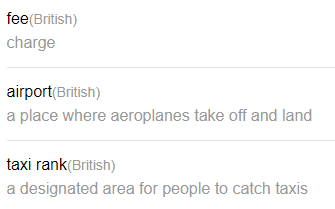 fee(British)
charge
airport(British)
a place where aeroplanes take off and land
taxi rank(British)
a designated area for people to catch taxis